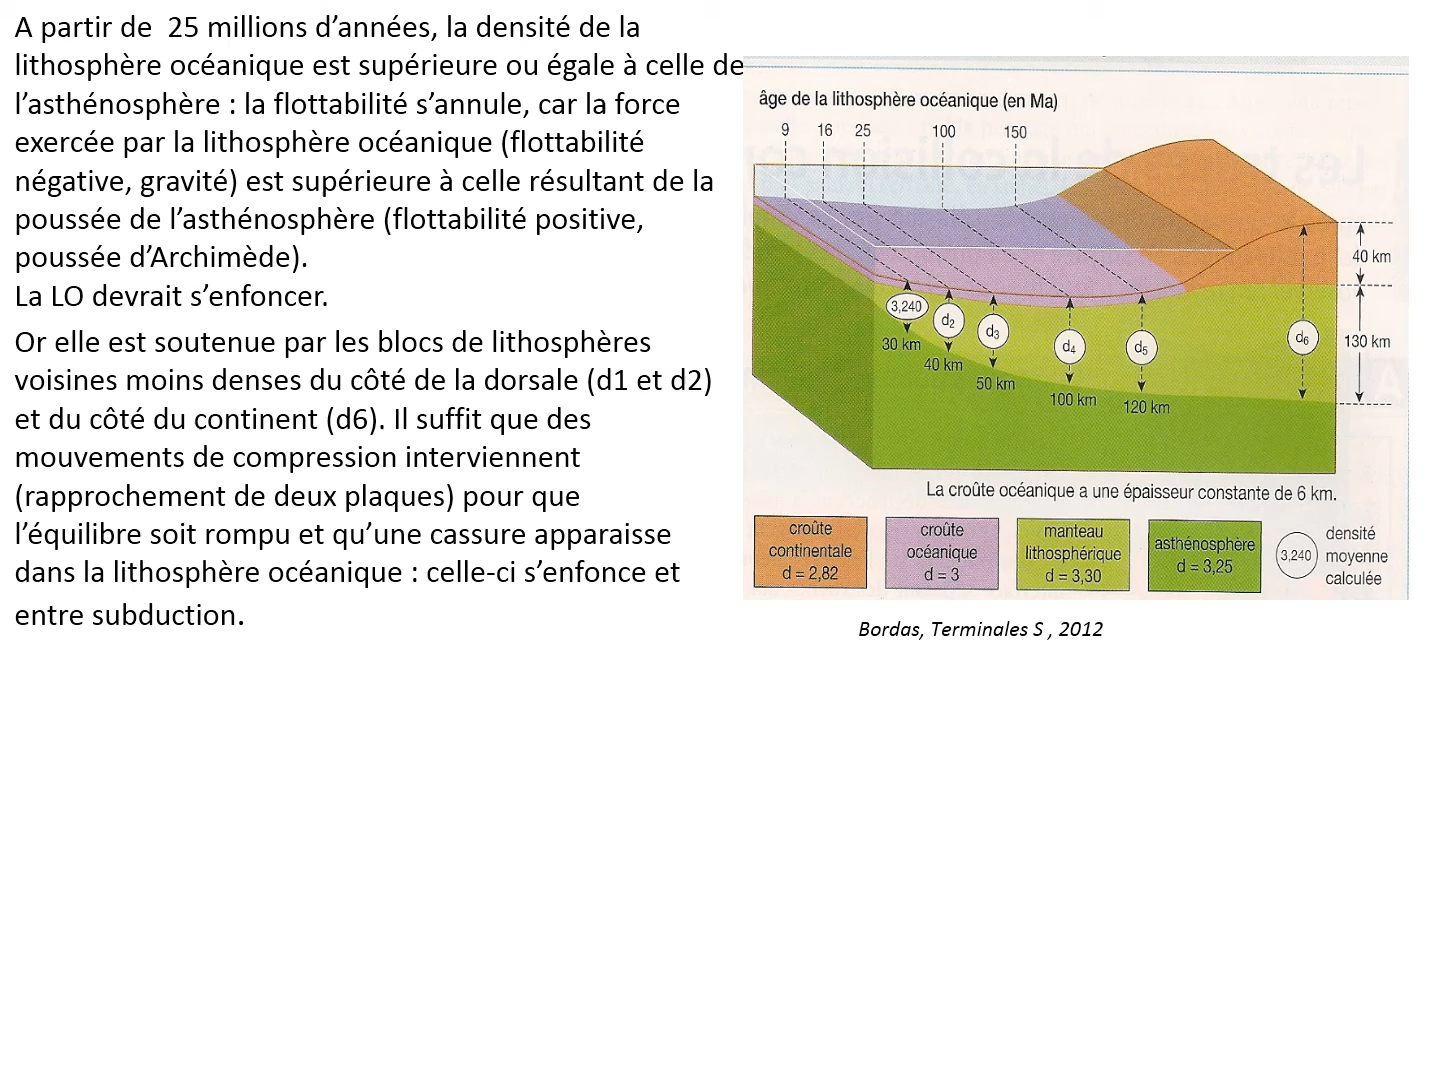 A partir de  25 millions d’années, la densité de la
lithosphère océanique est supérieure ou égale à celle de
l’asthénosphère : la flottabilité s’annule, car la force
exercée par la lithosphère océanique (flottabilité
négative, gravité) est supérieure à celle résultant de la
poussée de l’asthénosphère (flottabilité positive,
poussée d’Archimède).
La LO devrait s’enfoncer.
Or elle est soutenue par les blocs de lithosphères
voisines moins denses du côté de la dorsale (d1 et d2)
et du côté du continent (d6). Il suffit que des
mouvements de compression interviennent
(rapprochement de deux plaques) pour que
l’équilibre soit rompu et qu’une cassure apparaisse
dans la lithosphère océanique : celle-ci s’enfonce et
entre subduction.
âge de la lithosphère océanique (en Ma)
9 16 25 100 150
40 km
3,240 d2 d3 d4 d5 d6
130 km
30 km
40 km
50 km
100 km
120 km
La croûte océanique a une épaisseur constante de 6 km.
croûte
continentale
d = 2,82
croûte
océanique
d = 3
manteau
lithosphérique
d = 3,30
asthénosphère
d = 3,25
3,240
densité
moyenne
calculée
Bordas, Terminales S , 2012